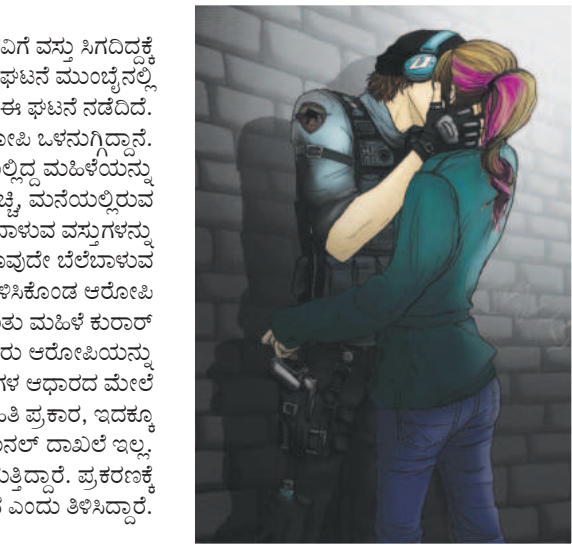 ವಿಗೆ ವಸ್ತು ಸಿಗದಿದ್ದಕ್ಕೆ
ಘಟನೆ ಮುಂಬೈನಲ್ಲಿ
ಈ ಘಟನೆ ನಡೆದಿದೆ.
ೋಪಿ ಒಳನುಗ್ಗಿದ್ದಾನೆ.
ಲ್ಲಿದ್ದ ಮಹಿಳೆಯನ್ನು
ಚ್ಚಿ, ಮನೆಯಲ್ಲಿರುವ
ಬಾಳುವ ವಸ್ತುಗಳನ್ನು
ಾವುದೇ ಬೆಲೆಬಾಳುವ
ಳಿಸಿಕೊಂಡ ಆರೋಪಿ
ತು ಮಹಿಳೆ ಕುರಾರ್
ರು ಆರೋಪಿಯನ್ನು
ಗಳ ಆಧಾರದ ಮೇಲೆ
ತಿ ಪ್ರಕಾರ, ಇದಕ್ಕೂ
ನಲ್ ದಾಖಲೆ ಇಲ್ಲ.
ುತ್ತಿದ್ದಾರೆ. ಪ್ರಕರಣಕ್ಕೆ
ಎಂದು ತಿಳಿಸಿದ್ದಾರೆ.